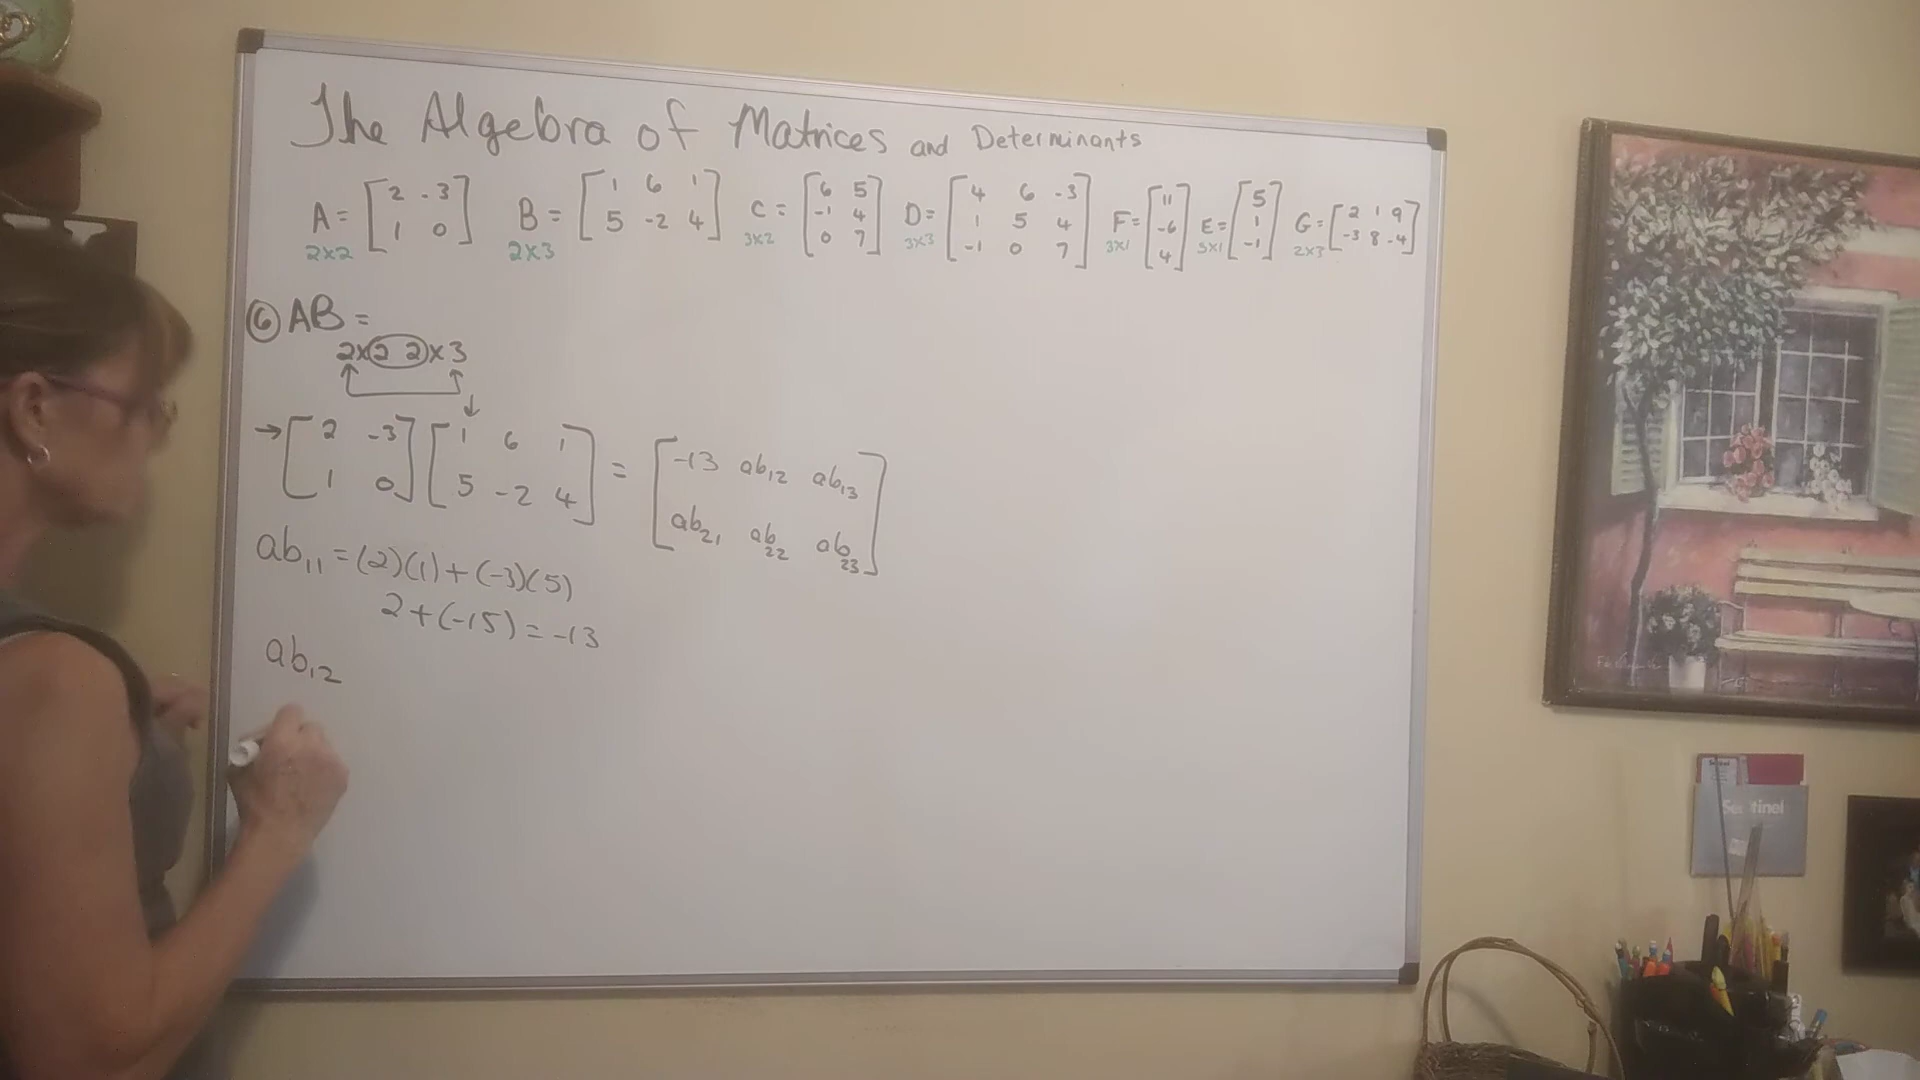 The Algebra of Matrices and Determinants
A = [2 -3] B = [1 6 1] C = [6 5] D = [4 6 -3] F = [11] E = [5] G = [2 1 9]
[1 0] [5 -2 4] [-1 4] [1 5 4] [-6] [1] [-3 8 -4]
[0 7] [-1 0 7] [4] [-1]
2x2 2x3 3x2 3x3 3x1 3x1 2x3
⑥ AB =
2x2 2x3
→ [2 -3] [1 6 1] = [-13 ab12 ab13]
[1 0] [5 -2 4] [ab21 ab22 ab23]
ab11 = (2)(1) + (-3)(5)
2 + (-15) = -13
ab12
Sentinel